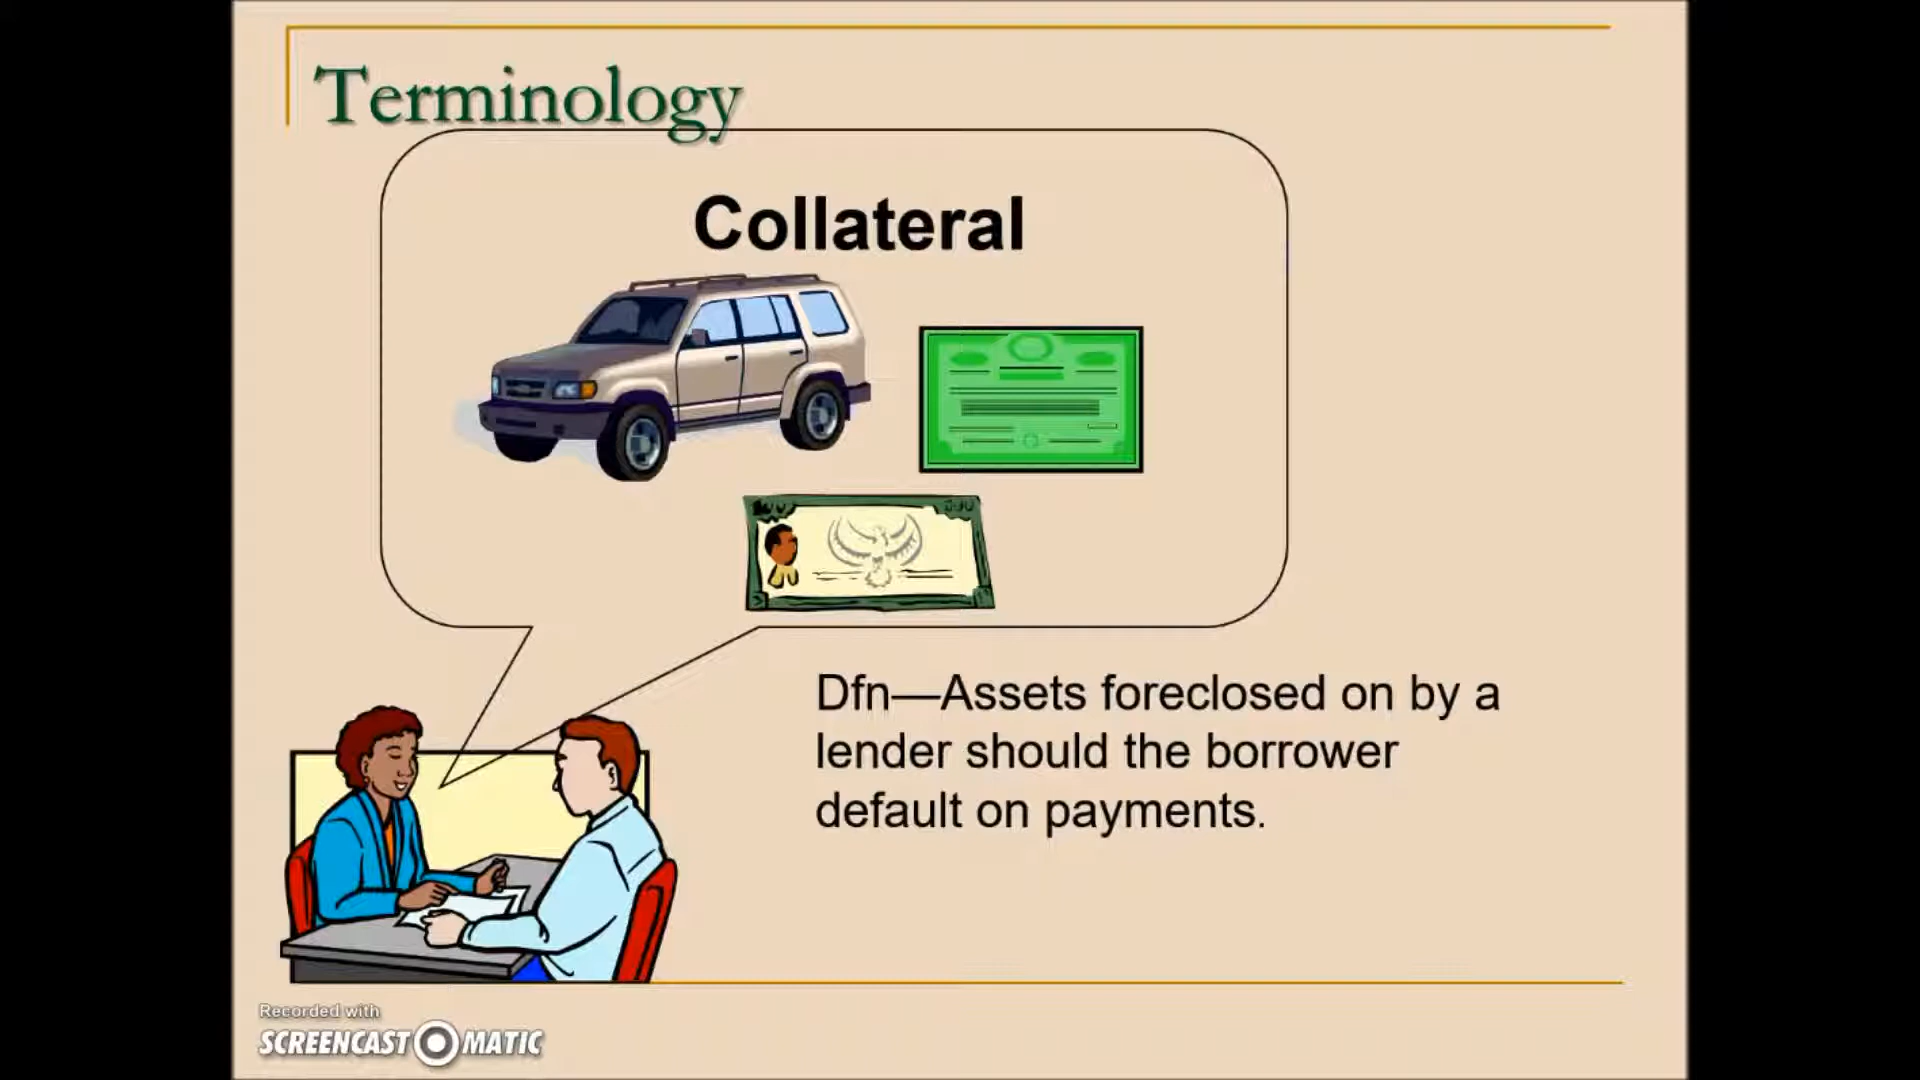 Terminology
Collateral
Dfn—Assets foreclosed on by a
lender should the borrower
default on payments.
Recorded with
SCREENCAST MATIC